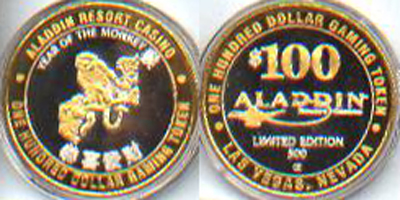 ALADDIN RESORT CASINO
YEAR OF THE MONKEY
ONE HUNDRED DOLLAR GAMING TOKEN
ONE HUNDRED DOLLAR GAMING TOKEN
$100
ALADDIN
LIMITED EDITION
500
LAS VEGAS, NEVADA